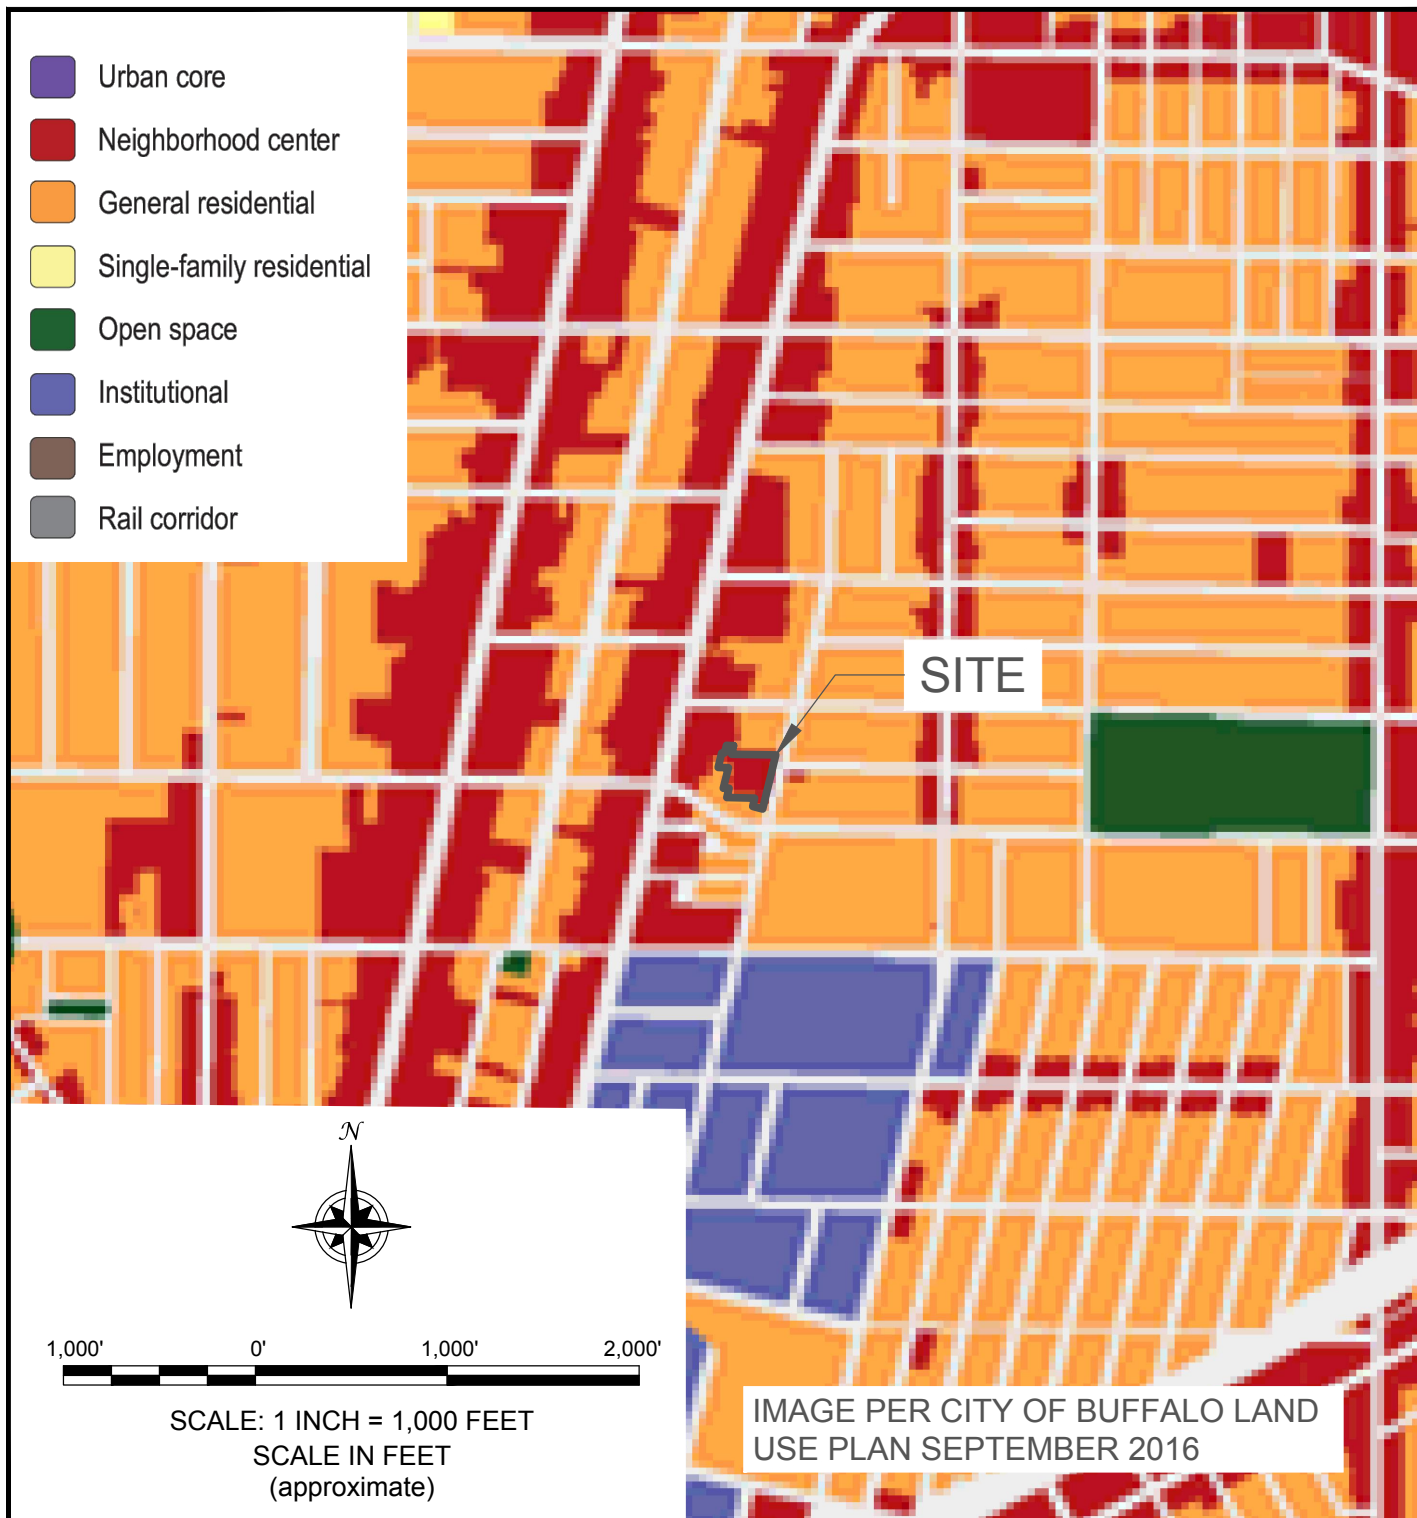 Urban core
Neighborhood center
General residential
Single-family residential
Open space
Institutional
Employment
Rail corridor
SITE
N
1,000' 0' 1,000' 2,000'
SCALE: 1 INCH = 1,000 FEET
SCALE IN FEET
(approximate)
IMAGE PER CITY OF BUFFALO LAND
USE PLAN SEPTEMBER 2016